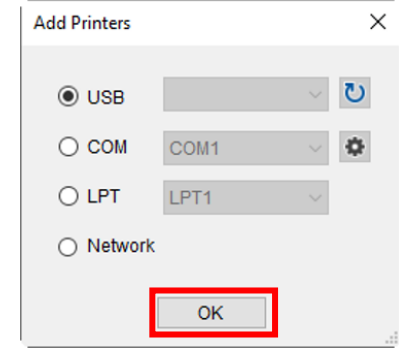 Add Printers
USB
COM COM1
LPT LPT1
Network
OK